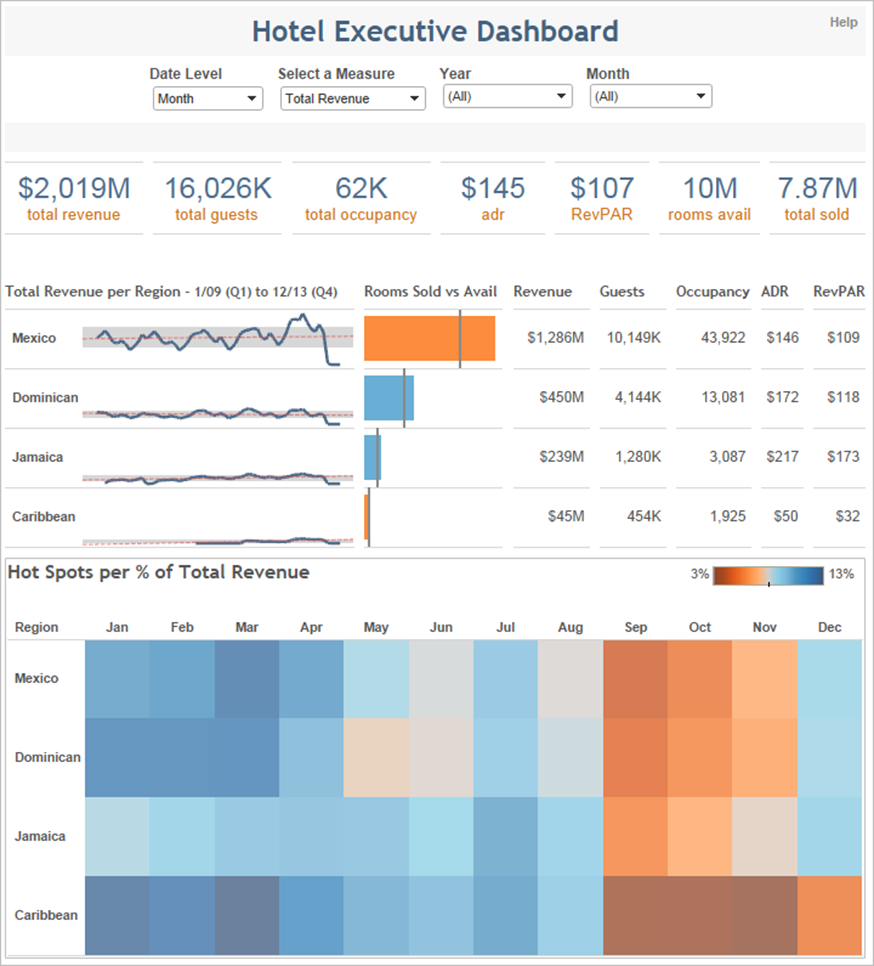 Hotel Executive Dashboard
Help
Date Level Select a Measure Year Month
Month Total Revenue (All) (All)
$2,019M 16,026K 62K $145 $107 10M 7.87M
total revenue total guests total occupancy adr RevPAR rooms avail total sold
Total Revenue per Region - 1/09 (Q1) to 12/13 (Q4) Rooms Sold vs Avail Revenue Guests Occupancy ADR RevPAR
Mexico $1,286M 10,149K 43,922 $146 $109
Dominican $450M 4,144K 13,081 $172 $118
Jamaica $239M 1,280K 3,087 $217 $173
Caribbean $45M 454K 1,925 $50 $32
Hot Spots per % of Total Revenue 3% 13%
Region Jan Feb Mar Apr May Jun Jul Aug Sep Oct Nov Dec
Mexico
Dominican
Jamaica
Caribbean